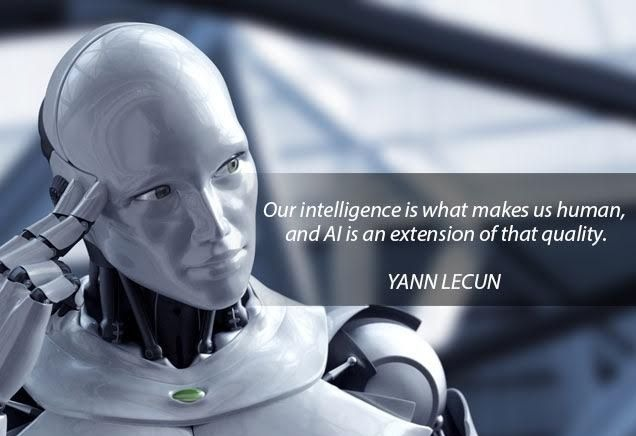 Our intelligence is what makes us human,
and AI is an extension of that quality.
YANN LECUN